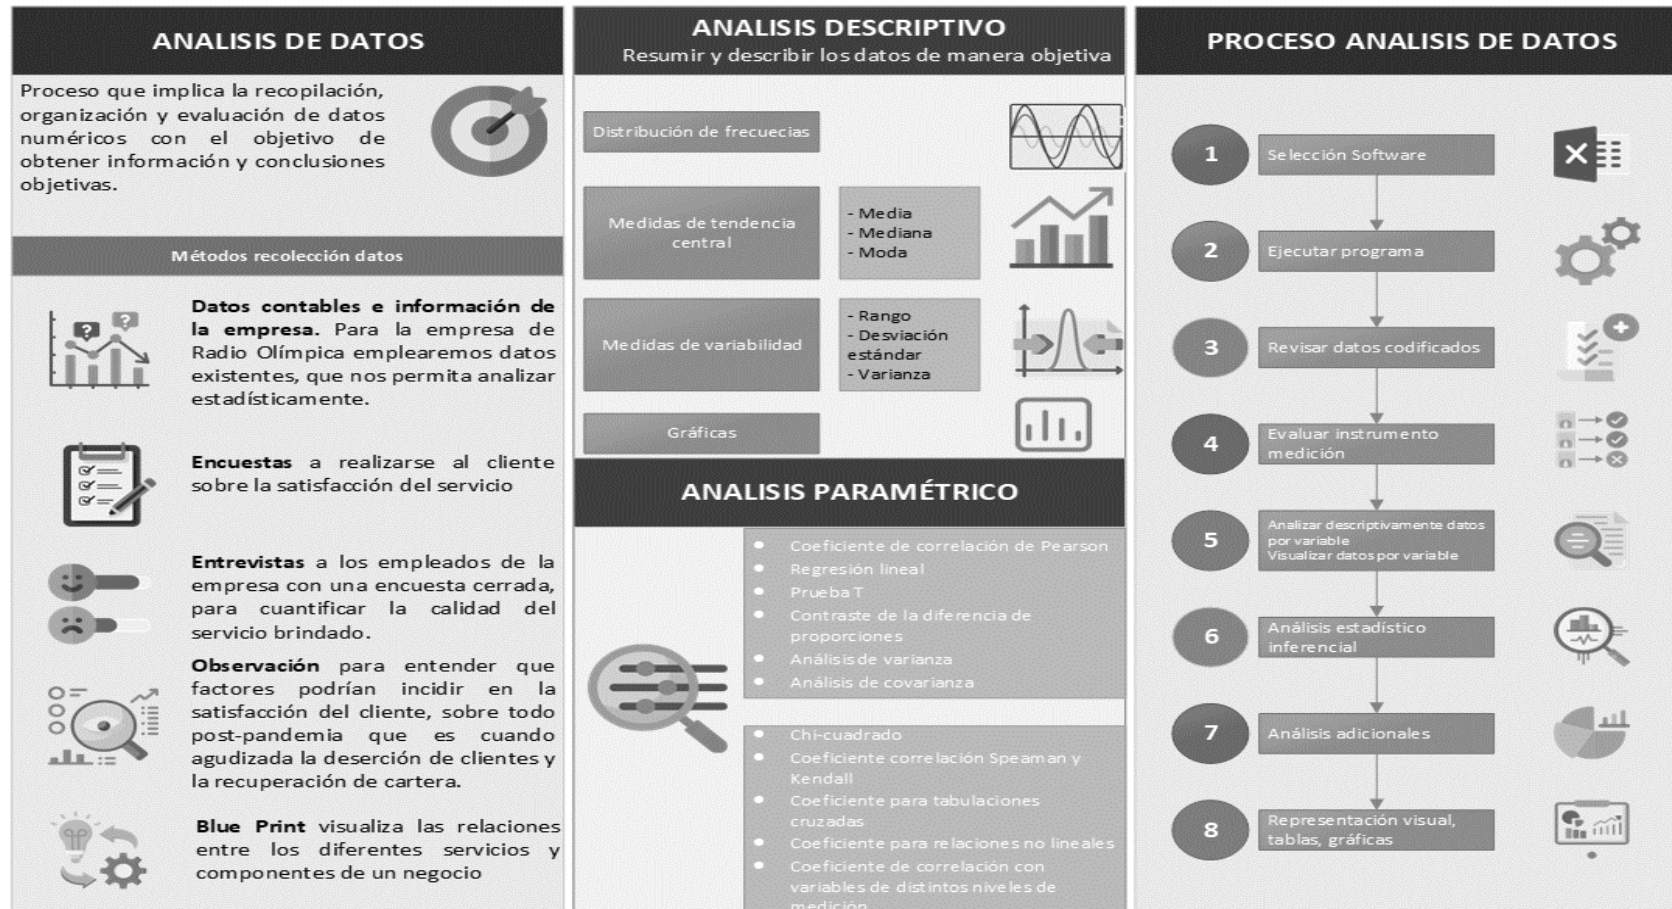 ANALISIS DE DATOS
Proceso que implica la recopilación,
organización y evaluación de datos
numéricos con el objetivo de
obtener información y conclusiones
objetivas.
Métodos recolección datos
Datos contables e información de
la empresa. Para la empresa de
Radio Olímpica emplearemos datos
existentes, que nos permita analizar
estadísticamente.
Encuestas a realizarse al cliente
sobre la satisfacción del servicio
Entrevistas a los empleados de la
empresa con una encuesta cerrada,
para cuantificar la calidad del
servicio brindado.
Observación para entender que
factores podrían incidir en la
satisfacción del cliente, sobre todo
post-pandemia que es cuando
agudizada la deserción de clientes y
la recuperación de cartera.
Blue Print visualiza las relaciones
entre los diferentes servicios y
componentes de un negocio
ANALISIS DESCRIPTIVO
Resumir y describir los datos de manera objetiva
Distribución de frecuecias
Medidas de tendencia
central
- Media
- Mediana
- Moda
Medidas de variabilidad
- Rango
- Desviación
estándar
- Varianza
Gráficas
ANALISIS PARAMÉTRICO
• Coeficiente de correlación de Pearson
• Regresión lineal
• Prueba T
• Contraste de la diferencia de
proporciones
• Análisis de varianza
• Análisis de covarianza
• Chi-cuadrado
• Coeficiente correlación Speaman y
Kendall
• Coeficiente para tabulaciones
cruzadas
• Coeficiente para relaciones no lineales
• Coeficiente de correlación con
variables de distintos niveles de
medición
PROCESO ANALISIS DE DATOS
1 Selección Software
2 Ejecutar programa
3 Revisar datos codificados
4 Evaluar instrumento
medición
5 Analizar descriptivamente datos
por variable
Visualizar datos por variable
6 Análisis estadístico
inferencial
7 Análisis adicionales
8 Representación visual,
tablas, gráficas